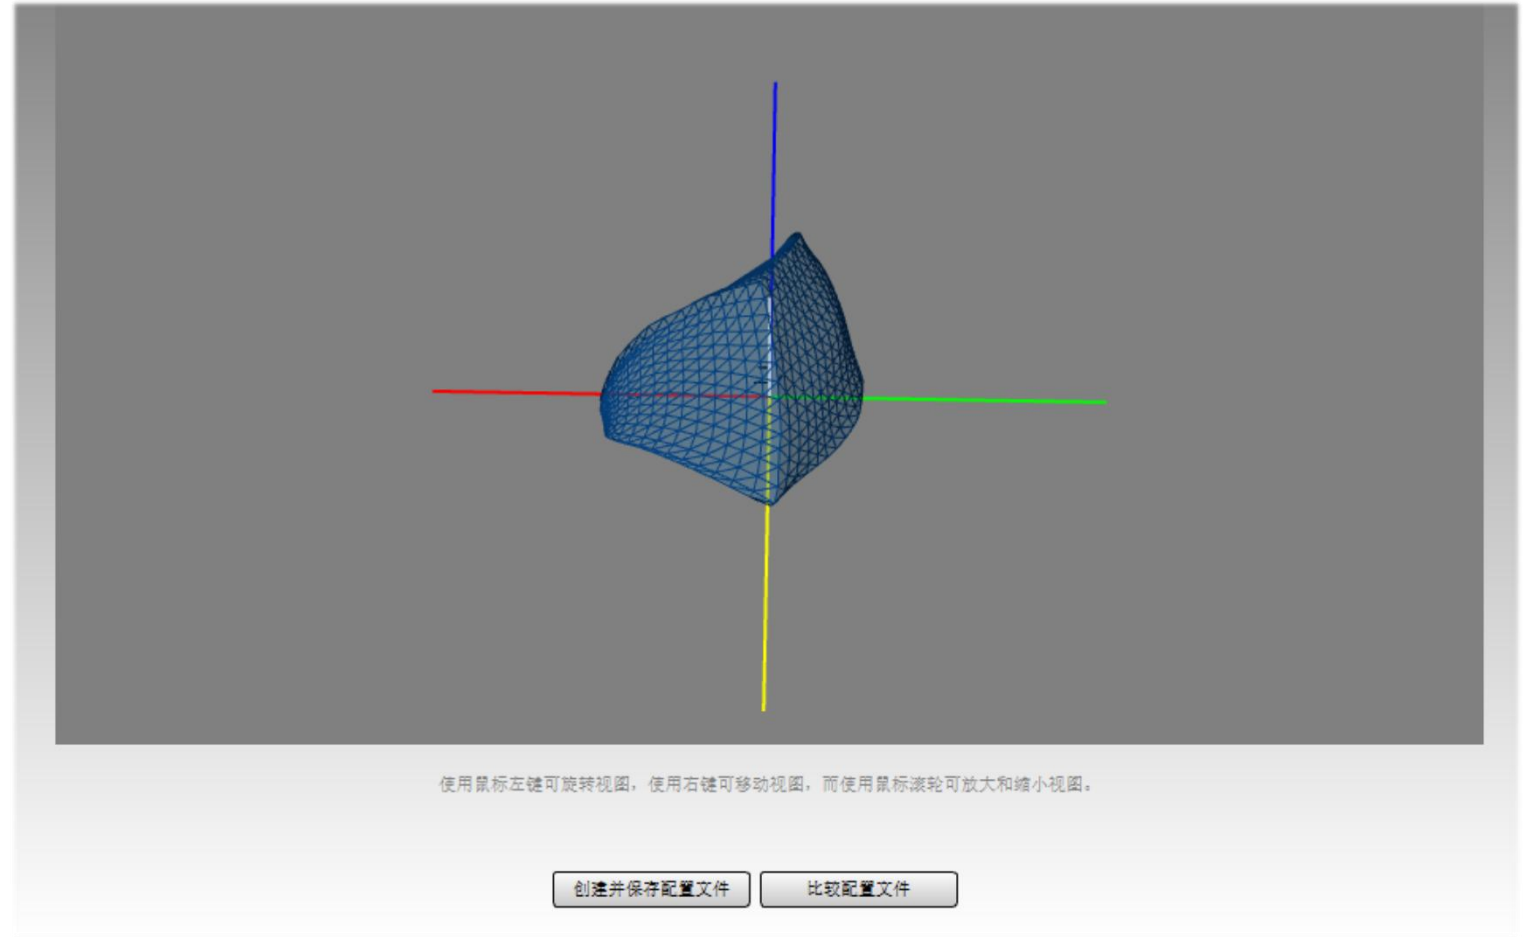 使用鼠标左键可旋转视图，使用右键可移动视图，而使用鼠标滚轮可放大和缩小视图。
创建并保存配置文件 比较配置文件